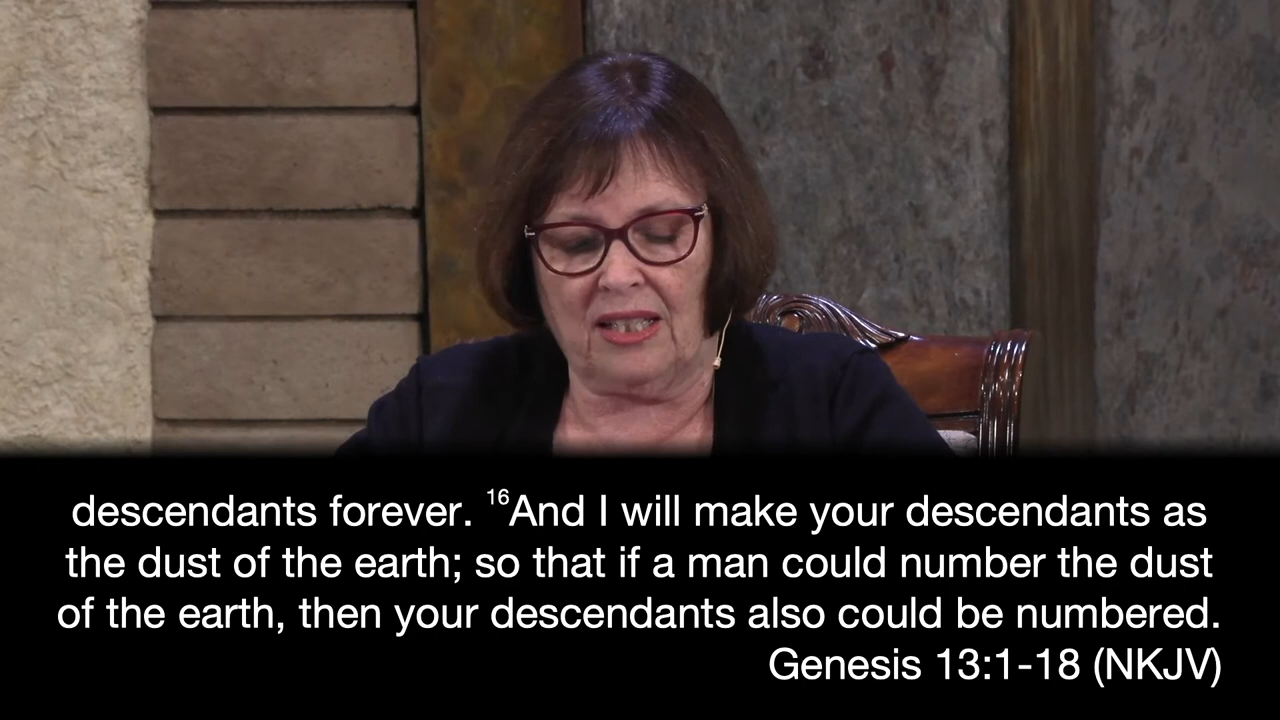 descendants forever. ¹⁶And I will make your descendants as
the dust of the earth; so that if a man could number the dust
of the earth, then your descendants also could be numbered.
Genesis 13:1-18 (NKJV)